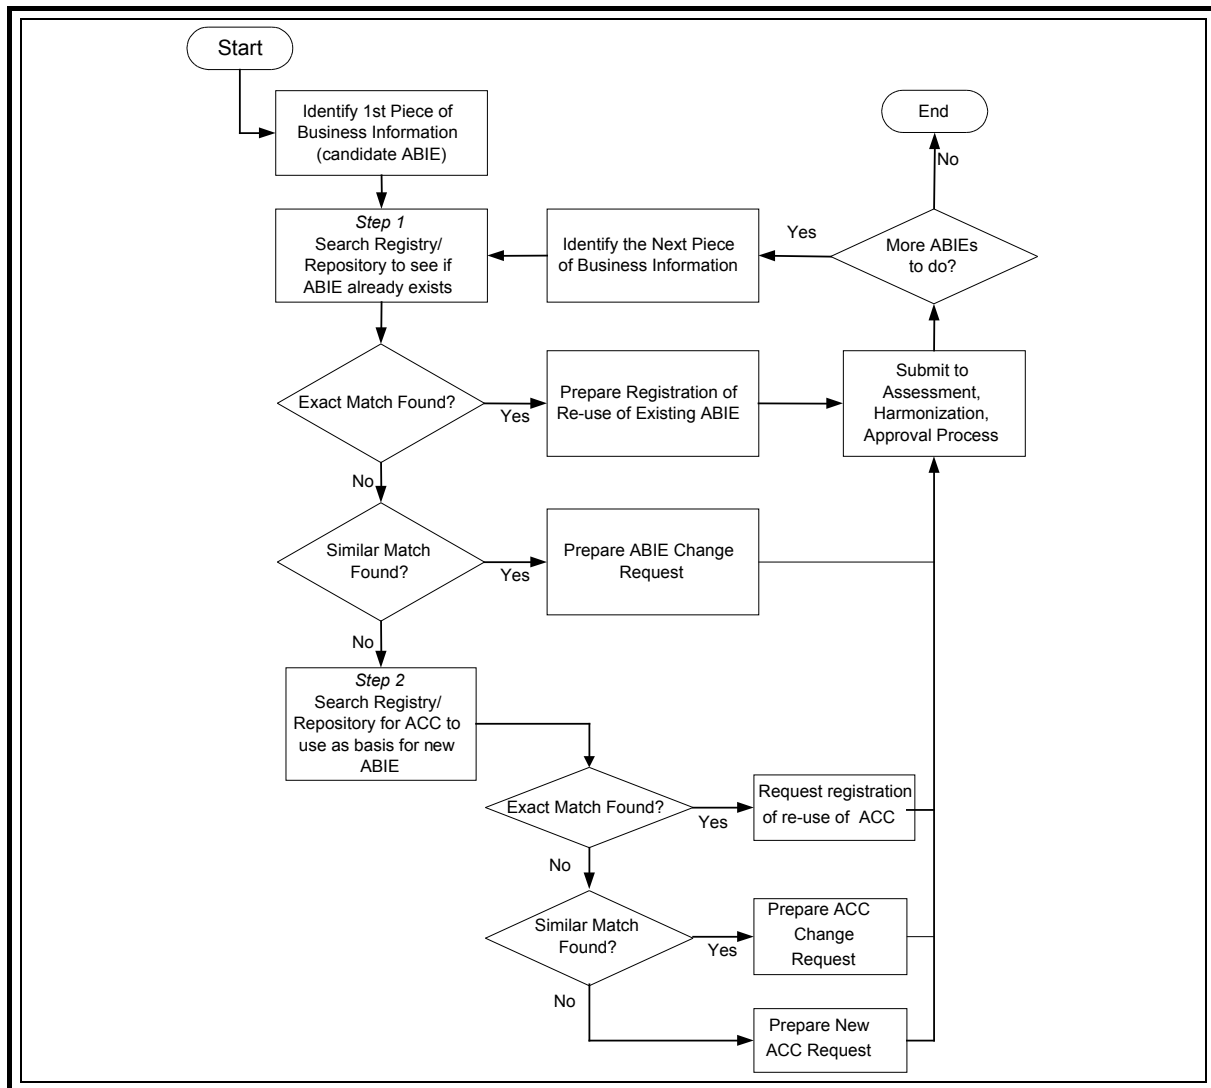 Start
Identify 1st Piece of
Business Information
(candidate ABIE)
End
No
Step 1
Search Registry/
Repository to see if
ABIE already exists
Identify the Next Piece
of Business Information
Yes
More ABIEs
to do?
Exact Match Found?
Yes
Prepare Registration of
Re-use of Existing ABIE
Submit to
Assessment,
Harmonization,
Approval Process
No
Similar Match
Found?
Yes
Prepare ABIE Change
Request
No
Step 2
Search Registry/
Repository for ACC to
use as basis for new
ABIE
Exact Match Found?
Yes
Request registration
of re-use of ACC
No
Similar Match
Found?
Yes
Prepare ACC
Change
Request
No
Prepare New
ACC Request